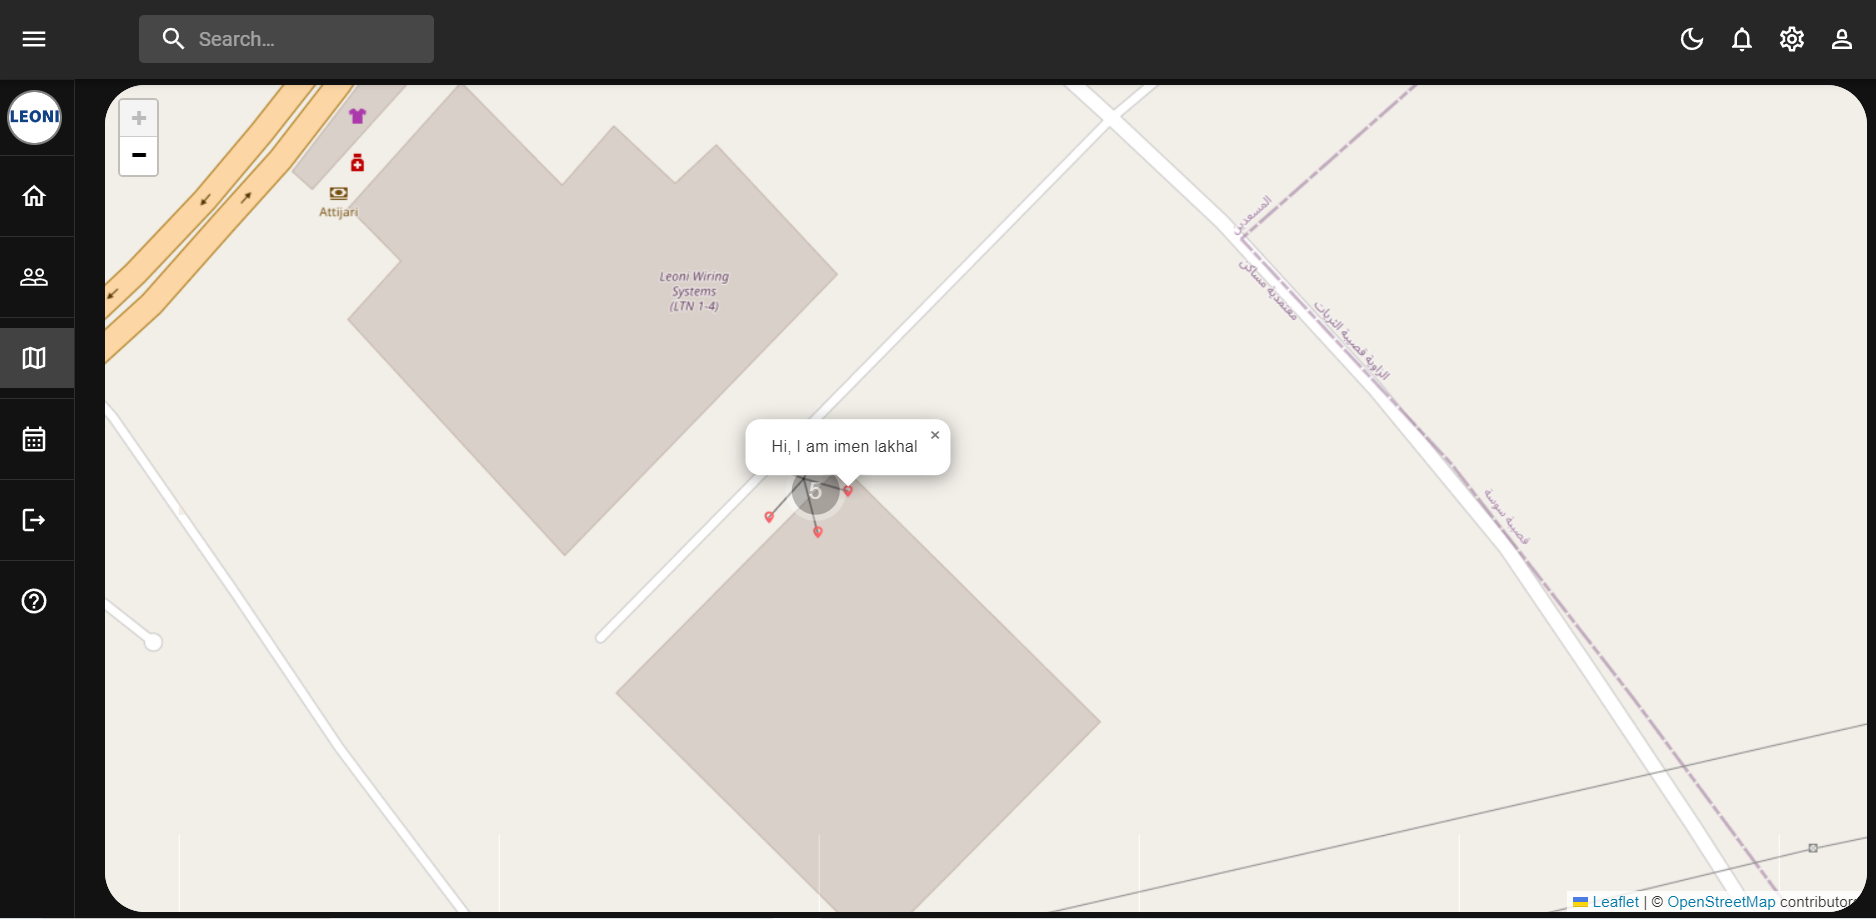 Search...
LEONI
+
−
Attijari
المسعدين
Leoni Wiring
Systems
(LTN 1-4)
معتمدية مساكن
الزاوية قصيبة الثريات
Hi, I am imen lakhal
×
5
قصيبة سوسة
Leaflet | © OpenStreetMap contributors